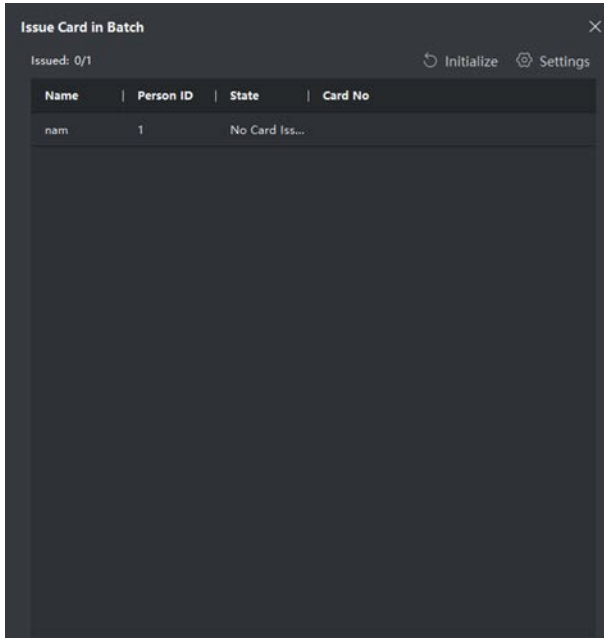 Issue Card in Batch
Issued: 0/1 Initialize Settings
Name | Person ID | State | Card No
nam 1 No Card Iss...